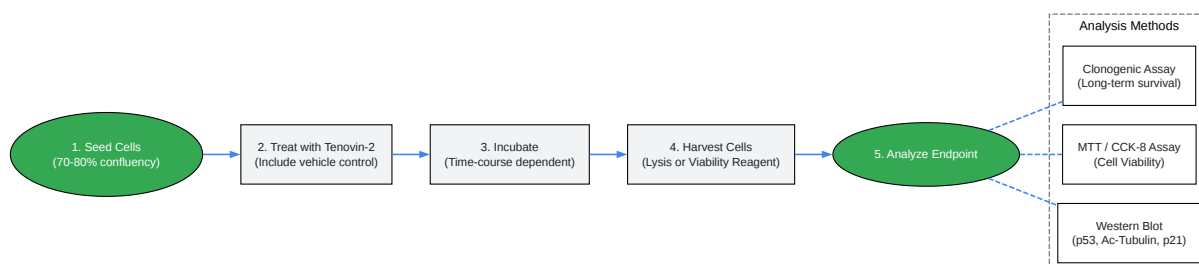 1. Seed Cells
(70-80% confluency)
2. Treat with Tenovin-2
(Include vehicle control)
3. Incubate
(Time-course dependent)
4. Harvest Cells
(Lysis or Viability Reagent)
5. Analyze Endpoint
Analysis Methods
Clonogenic Assay
(Long-term survival)
MTT / CCK-8 Assay
(Cell Viability)
Western Blot
(p53, Ac-Tubulin, p21)